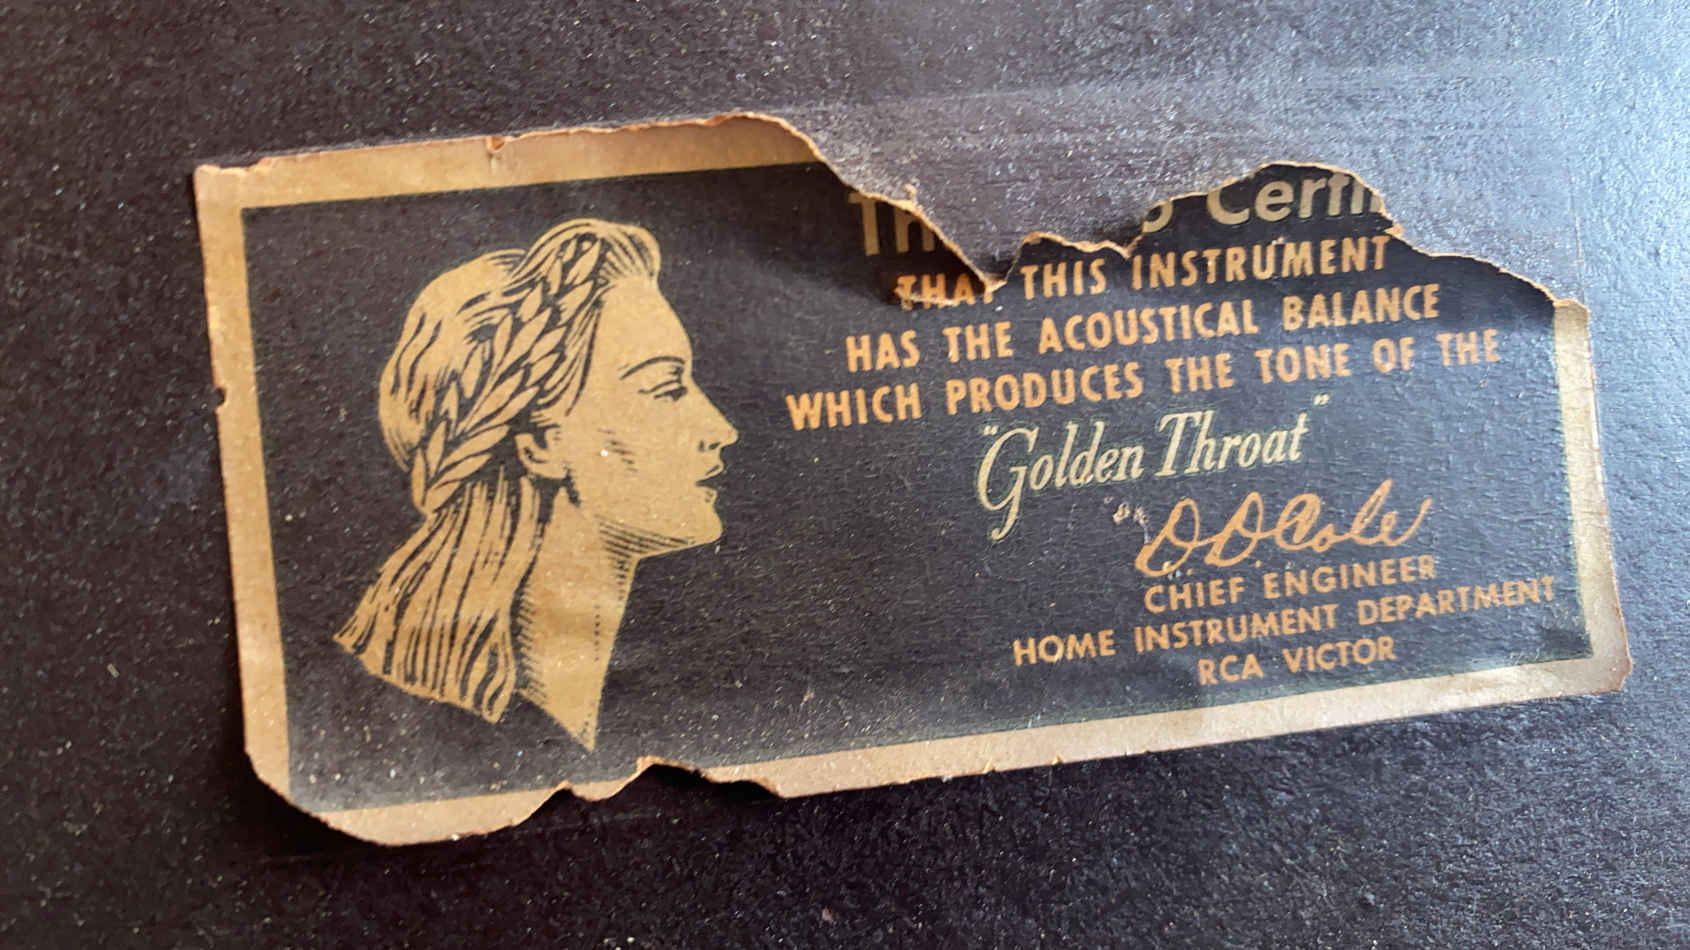 THAT THIS INSTRUMENT
HAS THE ACOUSTICAL BALANCE
WHICH PRODUCES THE TONE OF THE
"Golden Throat"
D.D. Cole
CHIEF ENGINEER
HOME INSTRUMENT DEPARTMENT
RCA VICTOR